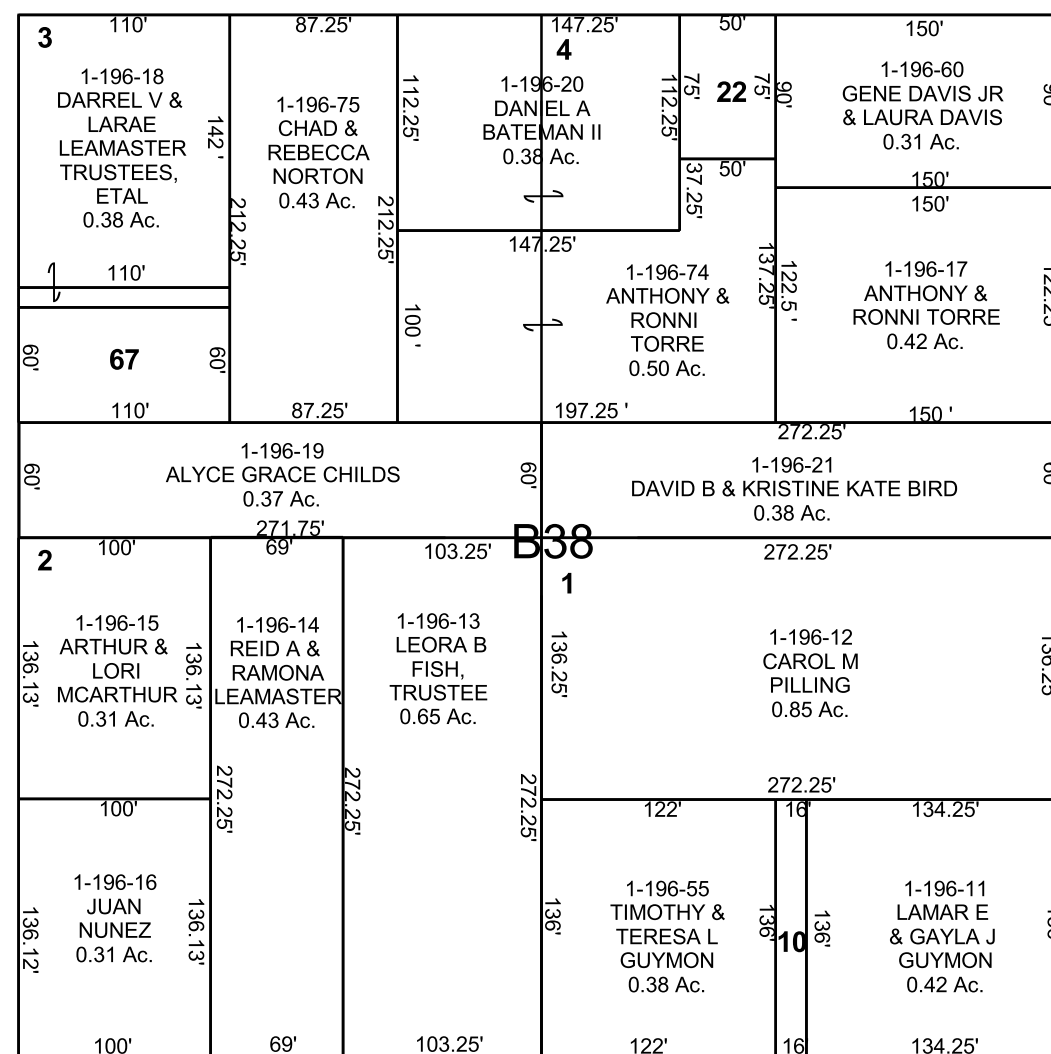 110'
87.25'
147.25'
50'
150'
3
1-196-18
DARREL V &
LARAE
LEAMASTER
TRUSTEES,
ETAL
0.38 Ac.
142 '
110'
212.25'
1-196-75
CHAD &
REBECCA
NORTON
0.43 Ac.
212.25'
112.25'
4
1-196-20
DANIEL A
BATEMAN II
0.38 Ac.
112.25'
147.25'
75'
22
75'
50'
37.25'
90'
1-196-60
GENE DAVIS JR
& LAURA DAVIS
0.31 Ac.
90'
150'
150'
60'
67
60'
110'
87.25'
100 '
1-196-74
ANTHONY &
RONNI
TORRE
0.50 Ac.
137.25'
197.25 '
122.5 '
1-196-17
ANTHONY &
RONNI TORRE
0.42 Ac.
122.25
150 '
60'
1-196-19
ALYCE GRACE CHILDS
0.37 Ac.
60'
271.75'
272.25'
1-196-21
DAVID B & KRISTINE KATE BIRD
0.38 Ac.
60'
B38
2
100'
69'
103.25'
1
272.25'
136.13'
1-196-15
ARTHUR &
LORI
MCARTHUR
0.31 Ac.
136.13'
1-196-14
REID A &
RAMONA
LEAMASTER
0.43 Ac.
1-196-13
LEORA B
FISH,
TRUSTEE
0.65 Ac.
136.25'
1-196-12
CAROL M
PILLING
0.85 Ac.
136.25
272.25'
272.25'
272.25'
272.25'
100'
122'
16'
134.25'
136.12'
1-196-16
JUAN
NUNEZ
0.31 Ac.
136.13'
136'
1-196-55
TIMOTHY &
TERESA L
GUYMON
0.38 Ac.
136'
10
136'
1-196-11
LAMAR E
& GAYLA J
GUYMON
0.42 Ac.
100'
69'
103.25'
122'
16
134.25'